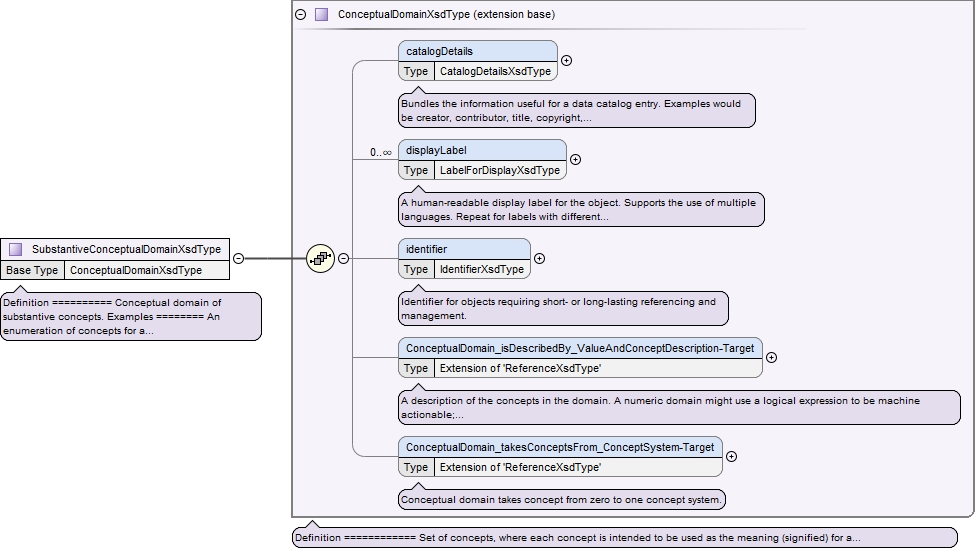 ConceptualDomainXsdType (extension base)
catalogDetails
Type CatalogDetailsXsdType
Bundles the information useful for a data catalog entry. Examples would
be creator, contributor, title, copyright,...
0..∞
displayLabel
Type LabelForDisplayXsdType
A human-readable display label for the object. Supports the use of multiple
languages. Repeat for labels with different...
SubstantiveConceptualDomainXsdType
Base Type ConceptualDomainXsdType
Definition ========== Conceptual domain of
substantive concepts. Examples ======== An
enumeration of concepts for a...
identifier
Type IdentifierXsdType
Identifier for objects requiring short- or long-lasting referencing and
management.
ConceptualDomain_isDescribedBy_ValueAndConceptDescription-Target
Type Extension of 'ReferenceXsdType'
A description of the concepts in the domain. A numeric domain might use a logical expression to be machine
actionable;...
ConceptualDomain_takesConceptsFrom_ConceptSystem-Target
Type Extension of 'ReferenceXsdType'
Conceptual domain takes concept from zero to one concept system.
Definition ============ Set of concepts, where each concept is intended to be used as the meaning (signified) for a...